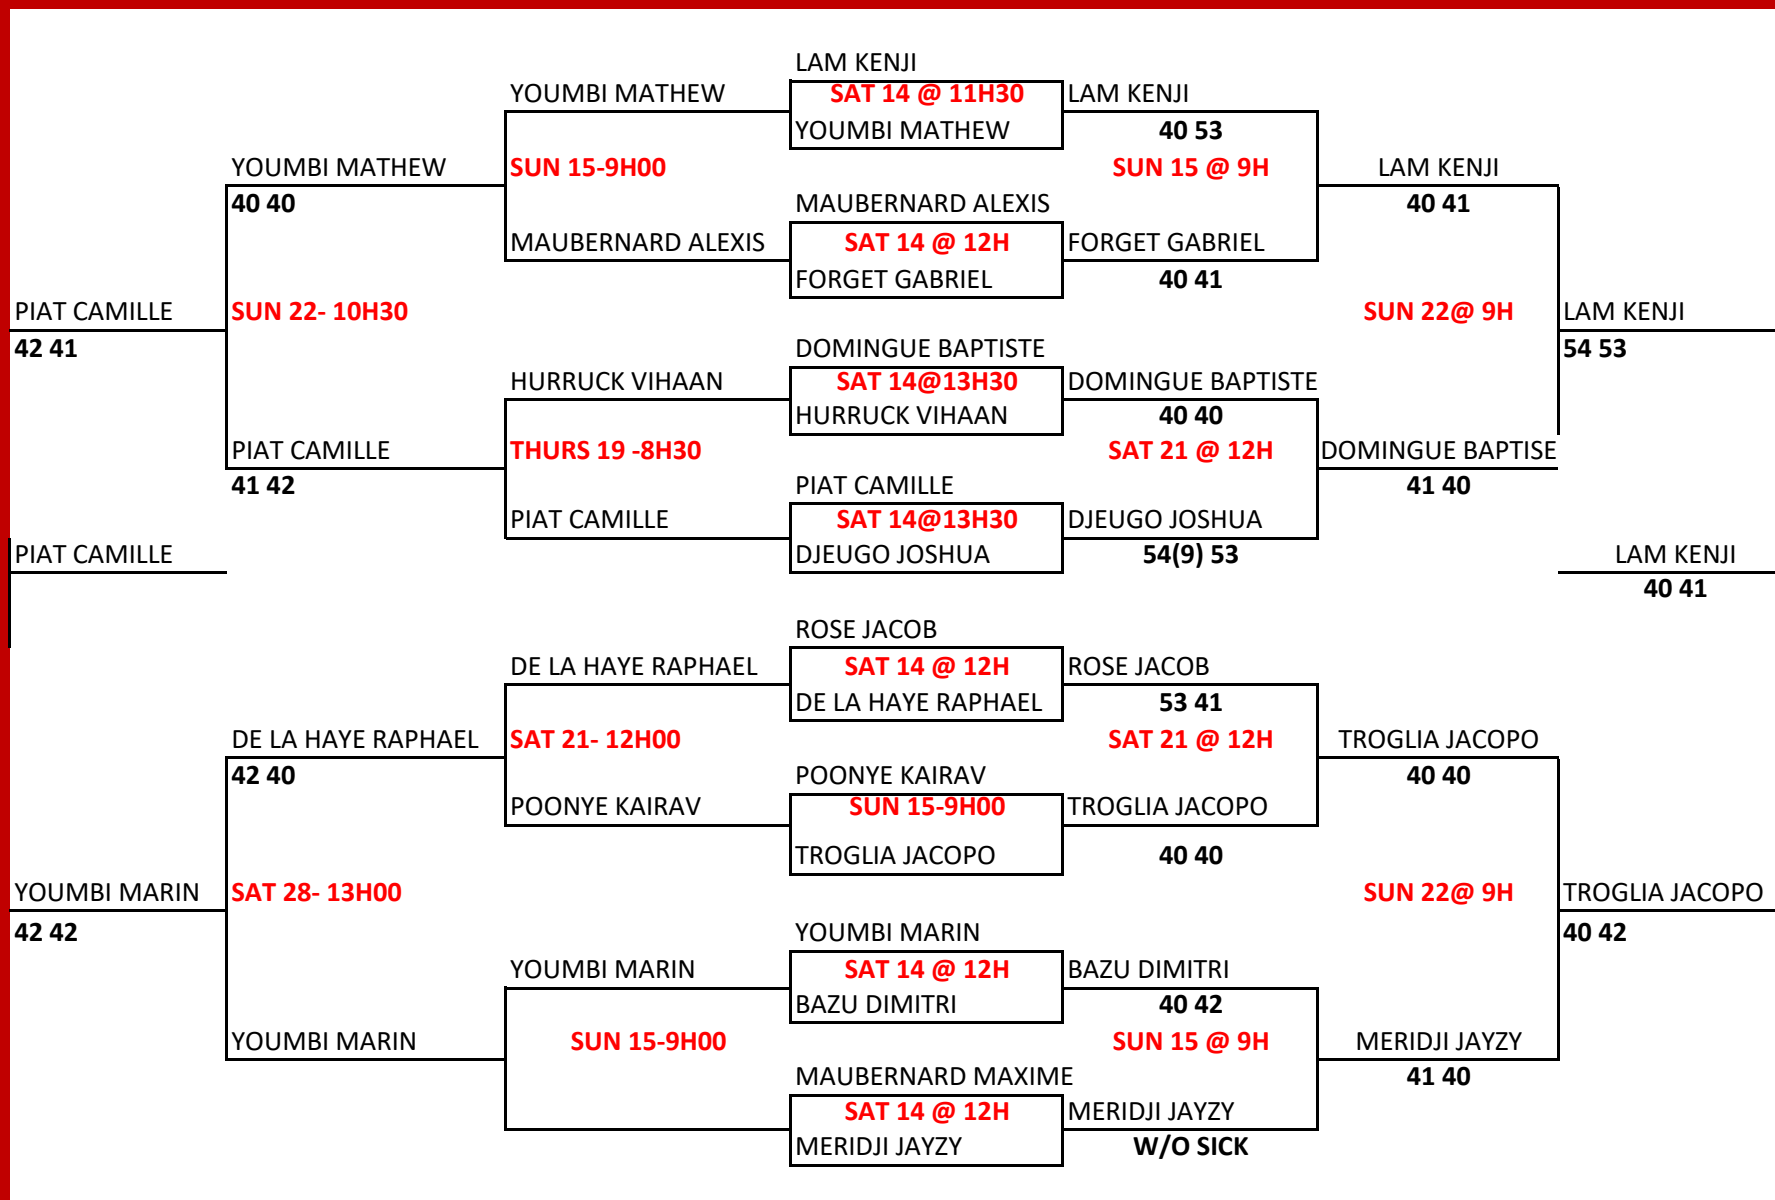 LAM KENJI
YOUMBI MATHEW
SAT 14 @ 11H30
LAM KENJI
YOUMBI MATHEW
40 53
YOUMBI MATHEW
SUN 15-9H00
SUN 15 @ 9H
LAM KENJI
40 40
MAUBERNARD ALEXIS
40 41
MAUBERNARD ALEXIS
SAT 14 @ 12H
FORGET GABRIEL
FORGET GABRIEL
40 41
PIAT CAMILLE
SUN 22- 10H30
SUN 22@ 9H
LAM KENJI
42 41
DOMINGUE BAPTISTE
54 53
HURRUCK VIHAAN
SAT 14@13H30
DOMINGUE BAPTISTE
HURRUCK VIHAAN
40 40
PIAT CAMILLE
THURS 19 -8H30
SAT 21 @ 12H
DOMINGUE BAPTISE
41 42
PIAT CAMILLE
41 40
PIAT CAMILLE
SAT 14@13H30
DJEUGO JOSHUA
PIAT CAMILLE
DJEUGO JOSHUA
54(9) 53
LAM KENJI
40 41
ROSE JACOB
DE LA HAYE RAPHAEL
SAT 14 @ 12H
ROSE JACOB
DE LA HAYE RAPHAEL
53 41
DE LA HAYE RAPHAEL
SAT 21- 12H00
SAT 21 @ 12H
TROGLIA JACOPO
42 40
POONYE KAIRAV
40 40
POONYE KAIRAV
SUN 15-9H00
TROGLIA JACOPO
TROGLIA JACOPO
40 40
YOUMBI MARIN
SAT 28- 13H00
SUN 22@ 9H
TROGLIA JACOPO
42 42
YOUMBI MARIN
40 42
YOUMBI MARIN
SAT 14 @ 12H
BAZU DIMITRI
BAZU DIMITRI
40 42
YOUMBI MARIN
SUN 15-9H00
SUN 15 @ 9H
MERIDJI JAYZY
MAUBERNARD MAXIME
41 40
SAT 14 @ 12H
MERIDJI JAYZY
MERIDJI JAYZY
W/O SICK